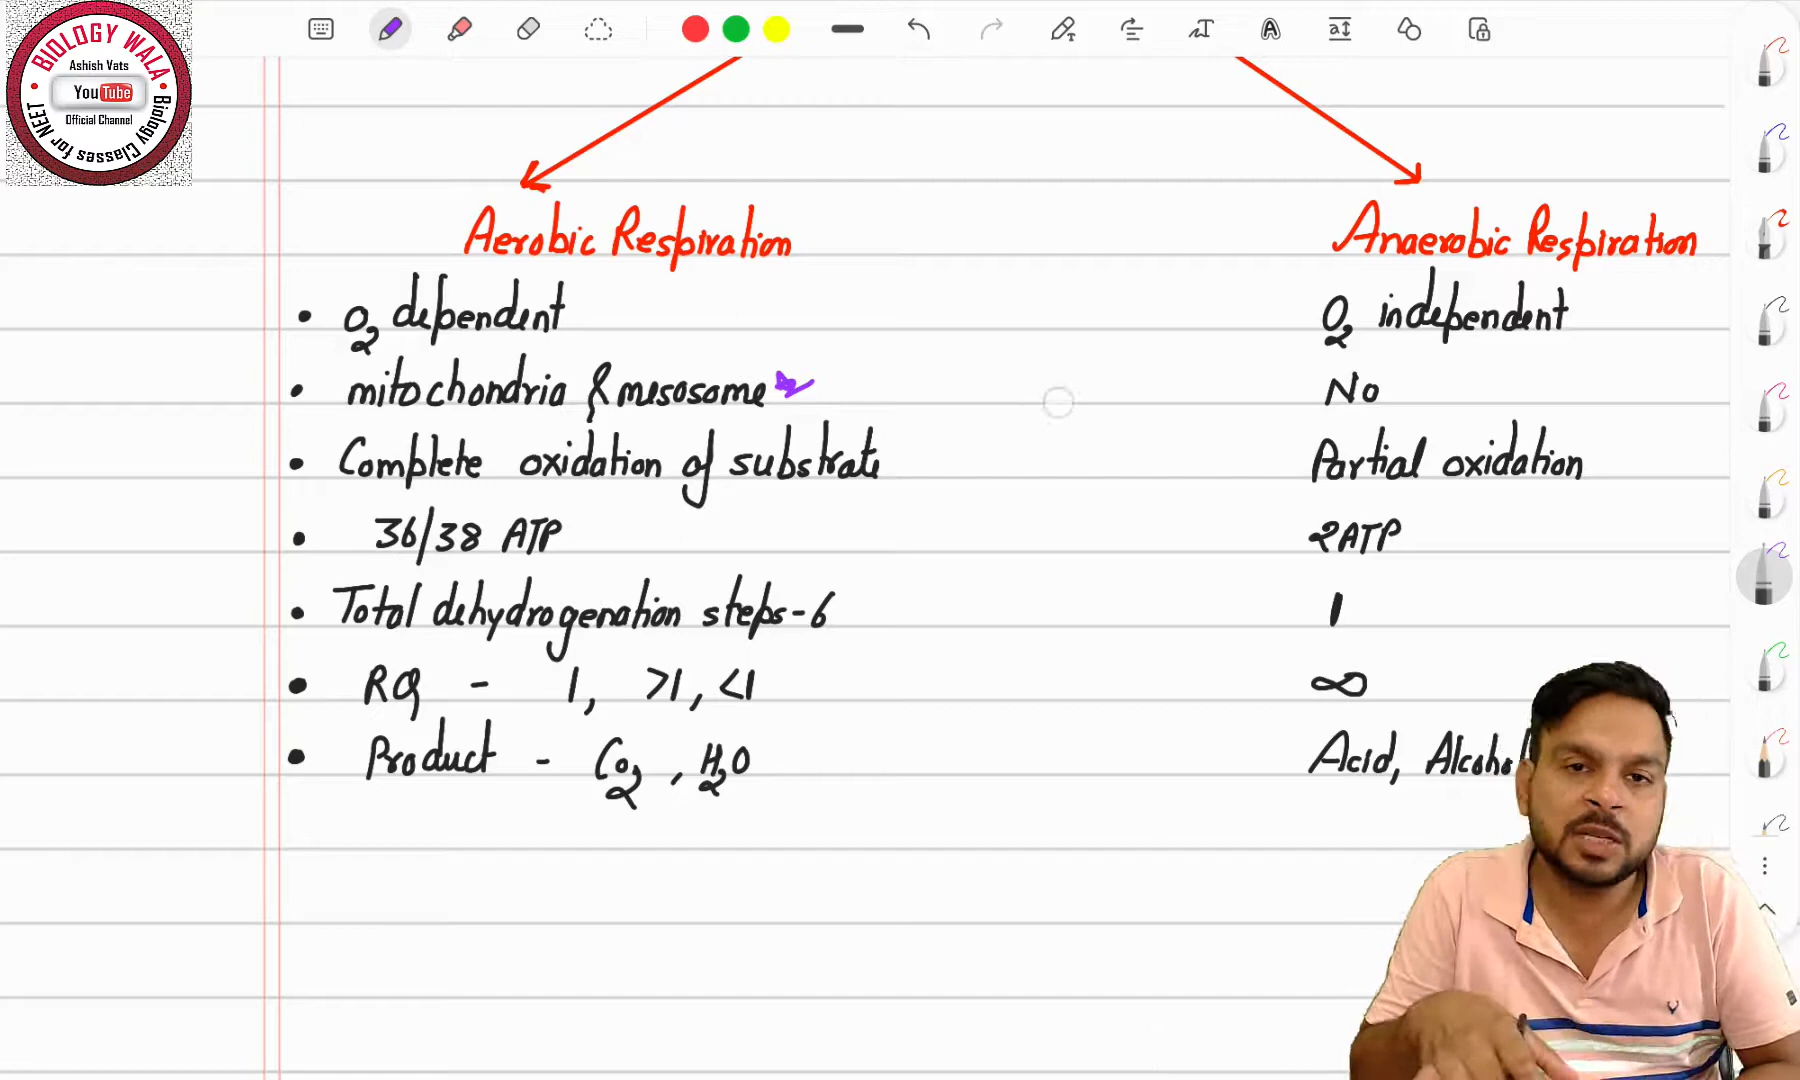 BIOLOGY WALA
Ashish Vats
YouTube
Official Channel
Biology Classes for NEET
Aerobic Respiration
Anaerobic Respiration
• O2 dependent
O2 independent
• mitochondria & mesosome
No
• Complete oxidation of substrate
Partial oxidation
• 36/38 ATP
2ATP
• Total dehydrogenation steps-6
1
• RQ - 1, >1, <1
∞
• Product - CO2, H2O
Acid, Alcohol